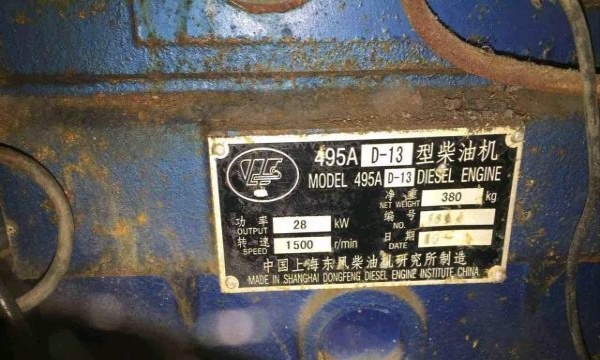 495A D-13 型柴油机
MODEL 495A D-13 DIESEL ENGINE
净重 380 kg
NET WEIGHT
功率 28 kW
OUTPUT
编号
NO.
转速 1500 r/min
SPEED
日期
DATE
中国上海东风柴油机研究所制造
MADE IN SHANGHAI DONGFENG DIESEL ENGINE INSTITUTE CHINA